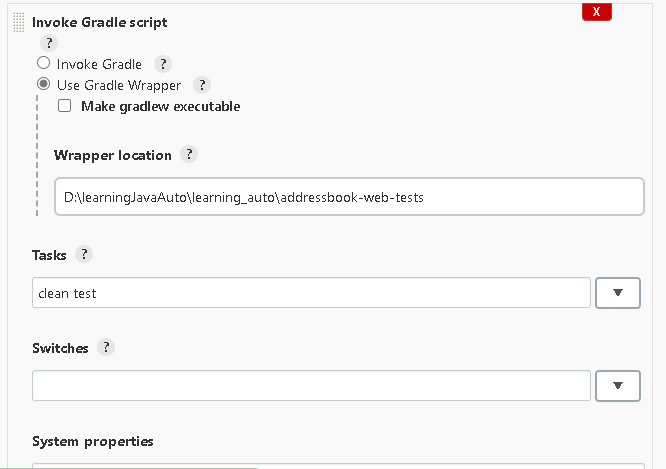 Invoke Gradle script
X
?
Invoke Gradle ?
Use Gradle Wrapper ?
Make gradlew executable
Wrapper location ?
D:\learningJavaAuto\learning_auto\addressbook-web-tests
Tasks ?
clean test
Switches ?
System properties